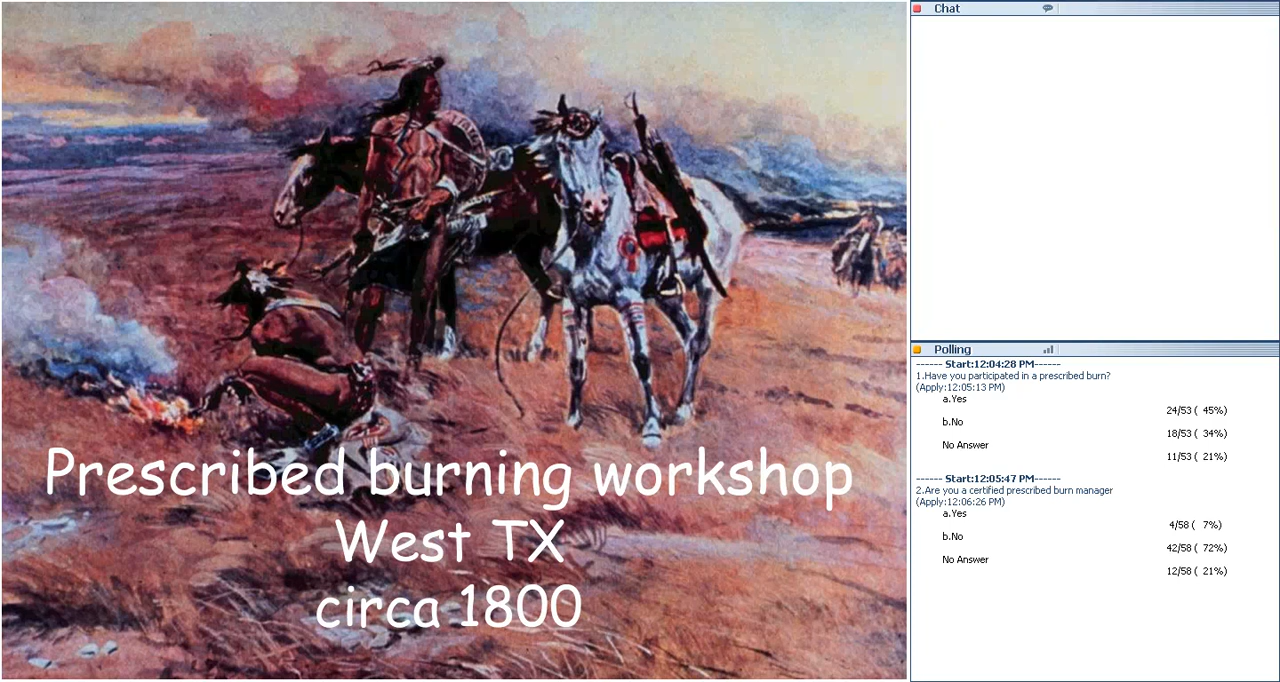 Prescribed burning workshop
West TX
circa 1800
Chat
Polling
------ Start:12:04:28 PM------
1.Have you participated in a prescribed burn?
(Apply:12:05:13 PM)
a.Yes
24/53 ( 45%)
b.No
18/53 ( 34%)
No Answer
11/53 ( 21%)
------ Start:12:05:47 PM------
2.Are you a certified prescribed burn manager
(Apply:12:06:26 PM)
a.Yes
4/58 ( 7%)
b.No
42/58 ( 72%)
No Answer
12/58 ( 21%)